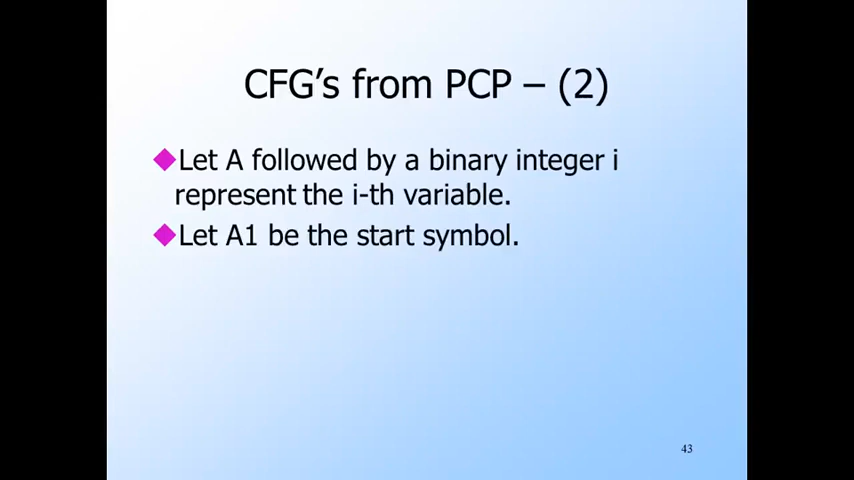 CFG’s from PCP – (2)
Let A followed by a binary integer i
represent the i-th variable.
Let A1 be the start symbol.
43